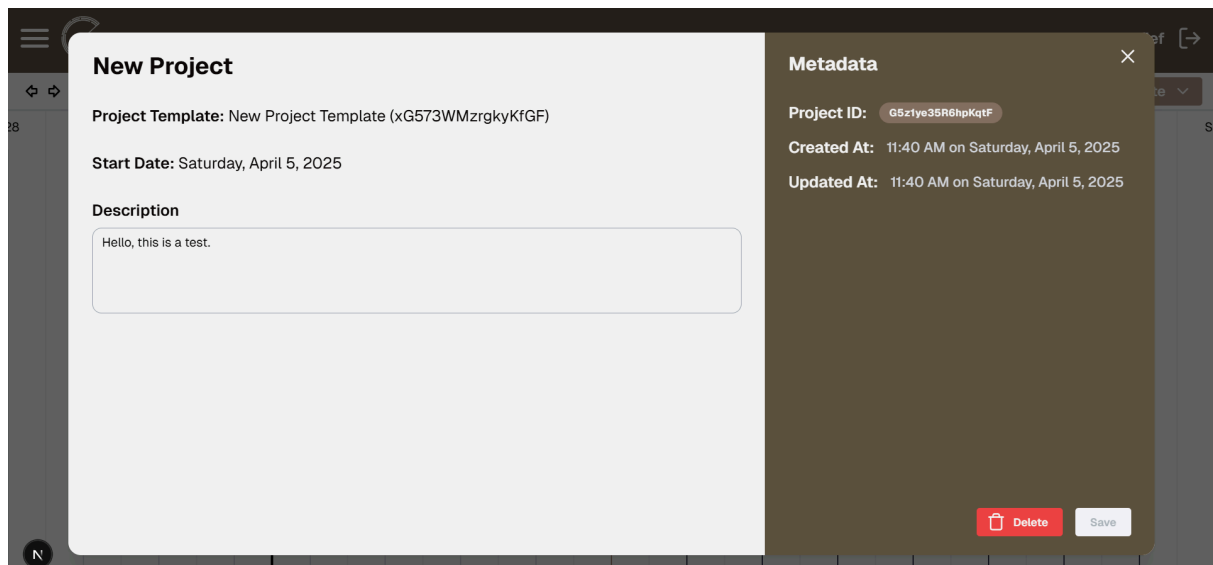 New Project
Project Template: New Project Template (xG573WMzrgkyKfGF)
Start Date: Saturday, April 5, 2025
Description
Hello, this is a test.
Metadata
Project ID: G5z1ye35R6hpKqtF
Created At: 11:40 AM on Saturday, April 5, 2025
Updated At: 11:40 AM on Saturday, April 5, 2025
Delete
Save
N